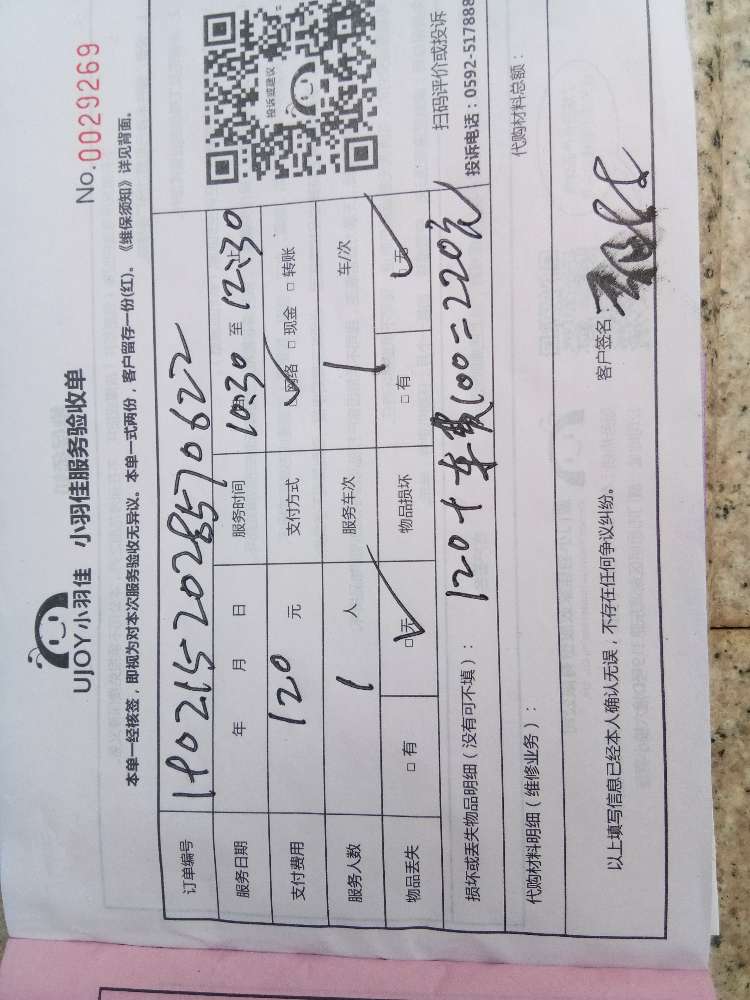 UJOY小羽佳 小羽佳服务验收单
No.0029269
本单一经核签，即视为对本次服务验收无异议。本单一式两份，客户留存一份(红)。《维保须知》详见背面。
订单编号 1902152028570622
服务日期 年 月 日 服务时间 10:30 至 12:30
支付费用 120 元 支付方式 □网络 □现金 □转账
服务人数 1 人 服务车次 1 车/次
物品丢失 □有 □无 物品损坏 □有 □无
损坏或丢失物品明细（没有可不填）： 120+车费100=220元
代购材料明细（维修业务）： 代购材料总额：
以上填写信息已经本人确认无误，不存在任何争议纠纷。 客户签名：
投诉或建议
扫码评价或投诉
投诉电话：0592-517888